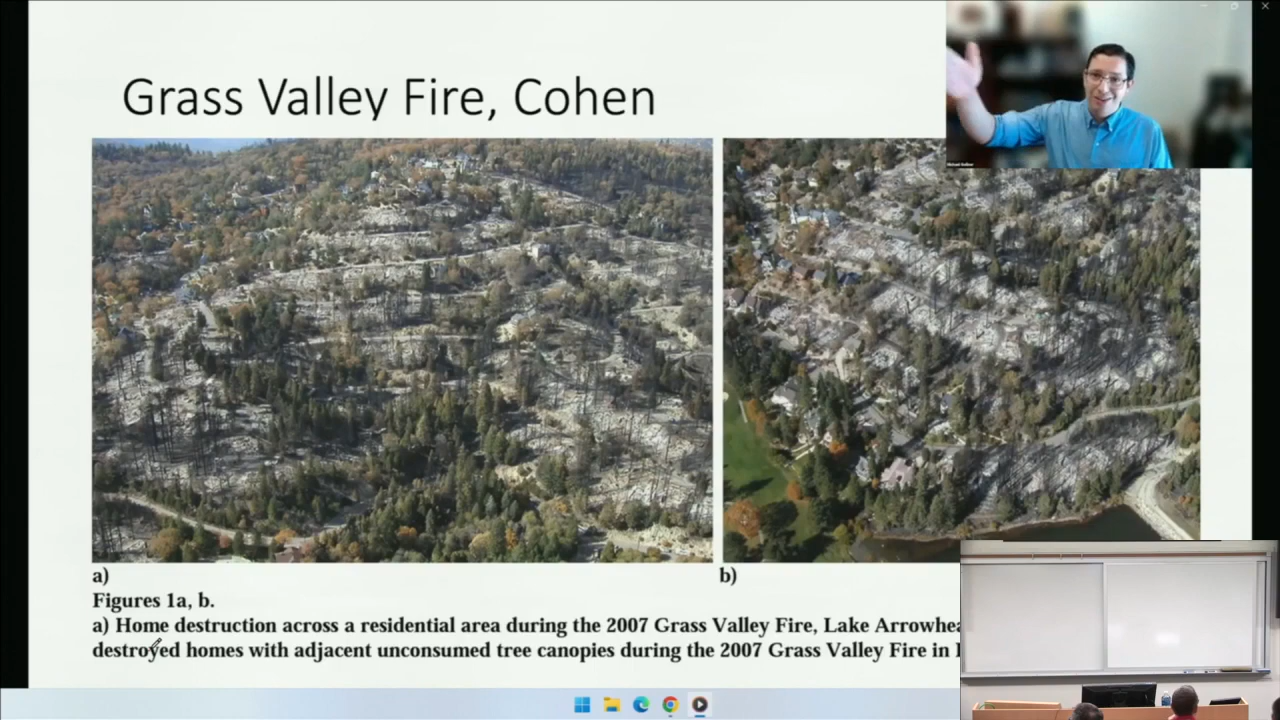 Grass Valley Fire, Cohen
a)
b)
Figures 1a, b.
a) Home destruction across a residential area during the 2007 Grass Valley Fire, Lake
destroyed homes with adjacent unconsumed tree canopies during the 2007 Grass Valley Fire in